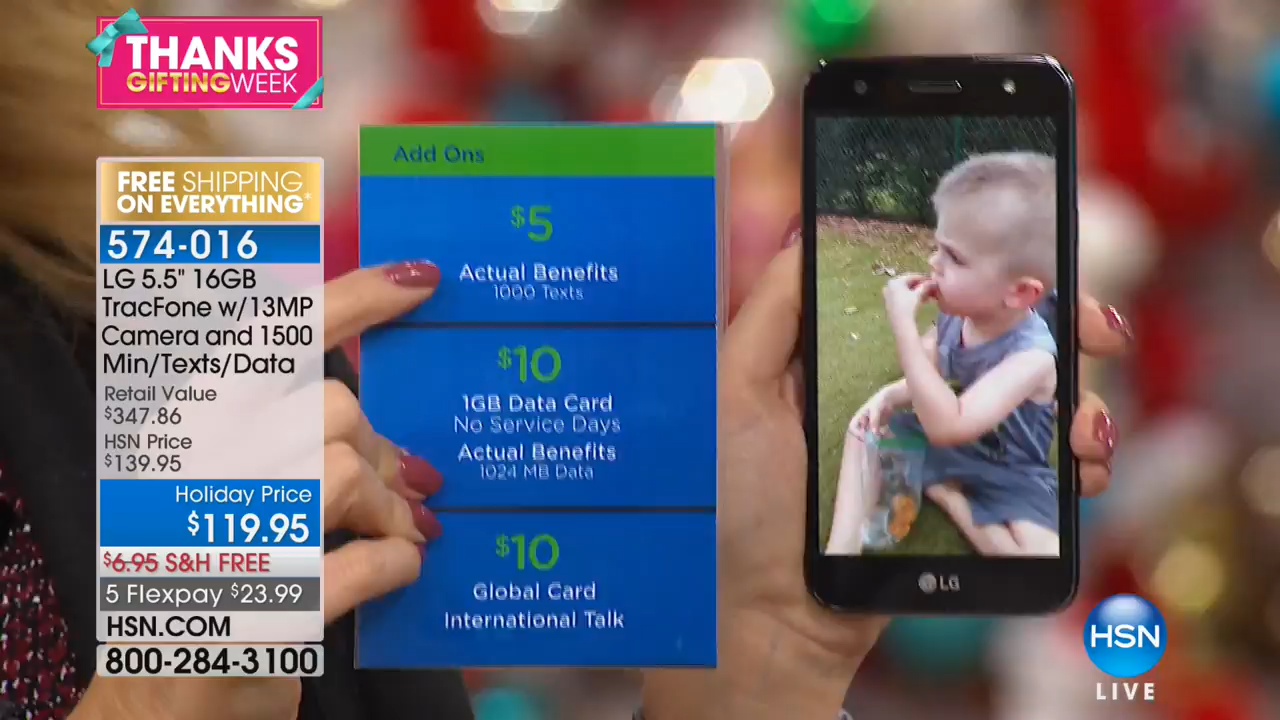 THANKS
GIFTINGWEEK
FREE SHIPPING
ON EVERYTHING*
574-016
LG 5.5" 16GB
TracFone w/13MP
Camera and 1500
Min/Texts/Data
Retail Value
$347.86
HSN Price
$139.95
Holiday Price
$119.95
$6.95 S&H FREE
5 Flexpay $23.99
HSN.COM
800-284-3100
Add Ons
$5
Actual Benefits
1000 Texts
$10
1GB Data Card
No Service Days
Actual Benefits
1024 MB Data
$10
Global Card
International Talk
LG
HSN
LIVE